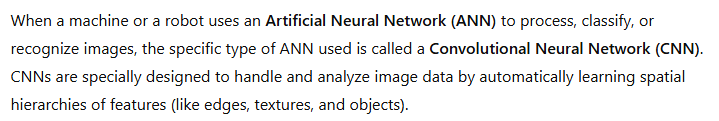 When a machine or a robot uses an Artificial Neural Network (ANN) to process, classify, or
recognize images, the specific type of ANN used is called a Convolutional Neural Network (CNN).
CNNs are specially designed to handle and analyze image data by automatically learning spatial
hierarchies of features (like edges, textures, and objects).